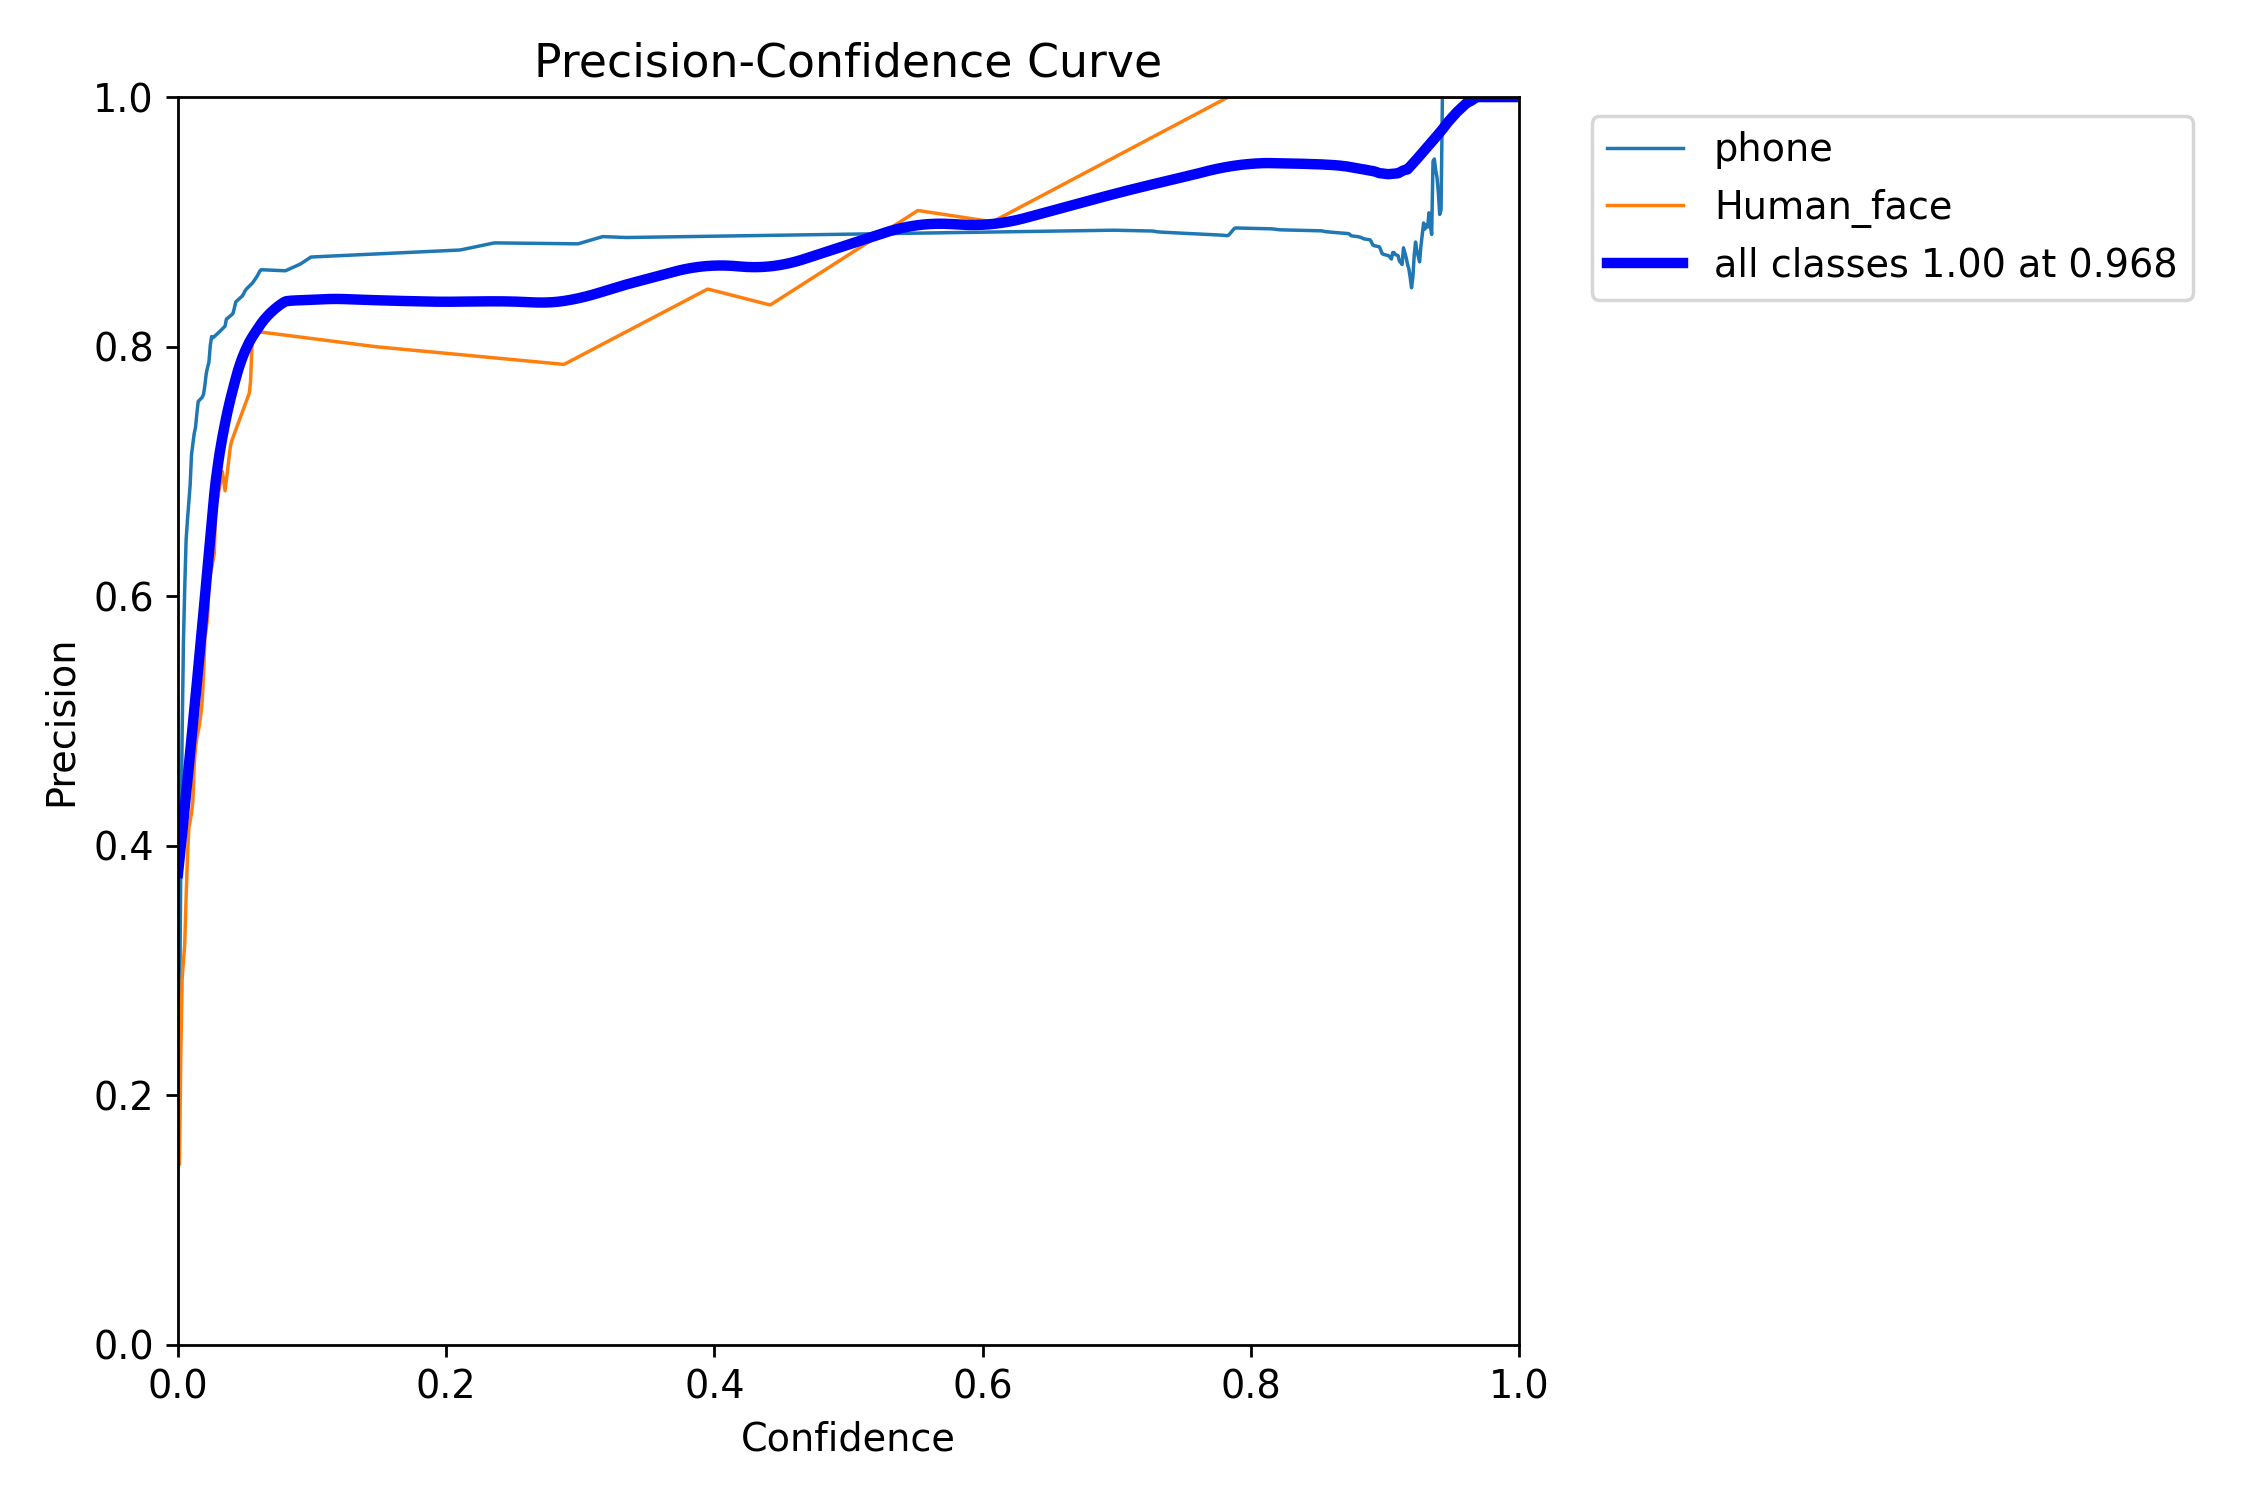 Precision-Confidence Curve
1.0
0.8
0.6
0.4
0.2
0.0
Precision
0.0 0.2 0.4 0.6 0.8 1.0
Confidence
phone
Human_face
all classes 1.00 at 0.968